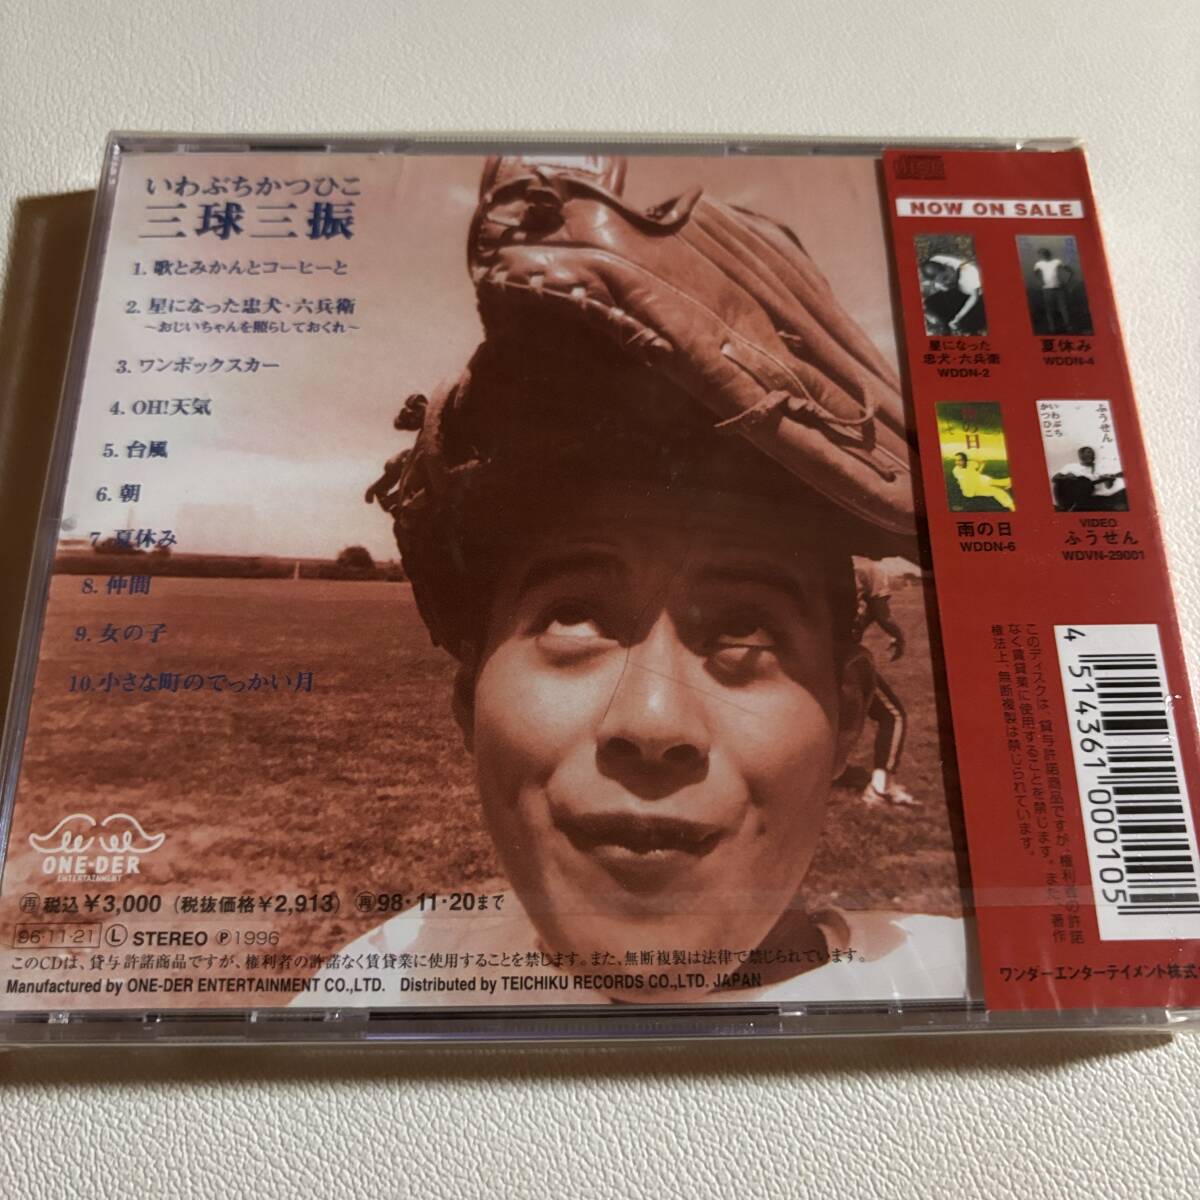 いわぶちかつひこ
三球三振
1. 歌とみかんとコーヒーと
2. 星になった忠犬・六兵衛
～おじいちゃんを照らしておくれ～
3. ワンボックスカー
4. OH!天気
5. 台風
6. 朝
7. 夏休み
8. 仲間
9. 女の子
10.小さな町のでっかい月
ONE-DER
ENTERTAINMENT
再 税込¥3,000 (税抜価格¥2,913) 再98・11・20まで
96・11・21 L STEREO Ⓟ1996
このCDは、貸与許諾商品ですが、権利者の許諾なく賃貸業に使用することを禁します。また、無断複製は法律で禁じられています。
Manufactured by ONE-DER ENTERTAINMENT CO.,LTD. Distributed by TEICHIKU RECORDS CO.,LTD. JAPAN
NOW ON SALE
星になった
忠犬・六兵衛
WDDN-2
夏休み
WDDN-4
雨の日
雨の日
WDDN-6
ふうせん
いわぶち
かつひこ
VIDEO
ふうせん
WDVN-29001
このディスクは、貸与許諾商品ですが、権利者の許諾
なく賃貸業に使用することを禁じます。また、著作
権法上、無断複製は禁じられています。
4 514361 000105
ワンダーエンターテイメント株式